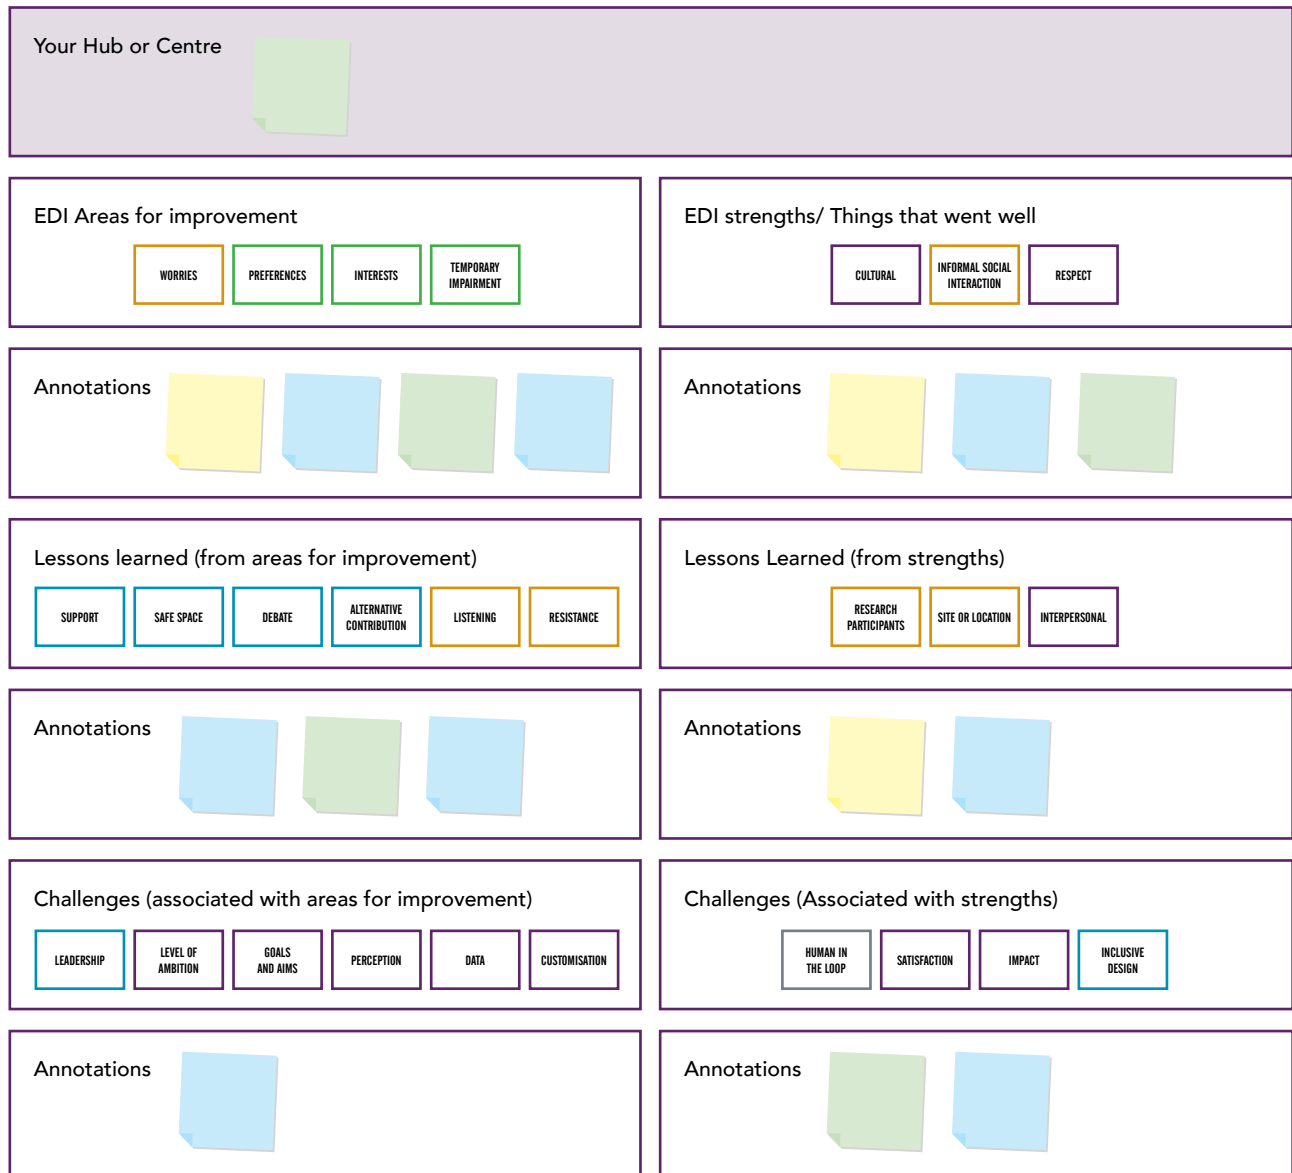 Your Hub or Centre
EDI Areas for improvement
WORRIES
PREFERENCES
INTERESTS
TEMPORARY
IMPAIRMENT
EDI strengths/ Things that went well
CULTURAL
INFORMAL SOCIAL
INTERACTION
RESPECT
Annotations
Annotations
Lessons learned (from areas for improvement)
SUPPORT
SAFE SPACE
DEBATE
ALTERNATIVE
CONTRIBUTION
LISTENING
RESISTANCE
Lessons Learned (from strengths)
RESEARCH
PARTICIPANTS
SITE OR LOCATION
INTERPERSONAL
Annotations
Annotations
Challenges (associated with areas for improvement)
LEADERSHIP
LEVEL OF
AMBITION
GOALS
AND AIMS
PERCEPTION
DATA
CUSTOMISATION
Challenges (Associated with strengths)
HUMAN IN
THE LOOP
SATISFACTION
IMPACT
INCLUSIVE
DESIGN
Annotations
Annotations